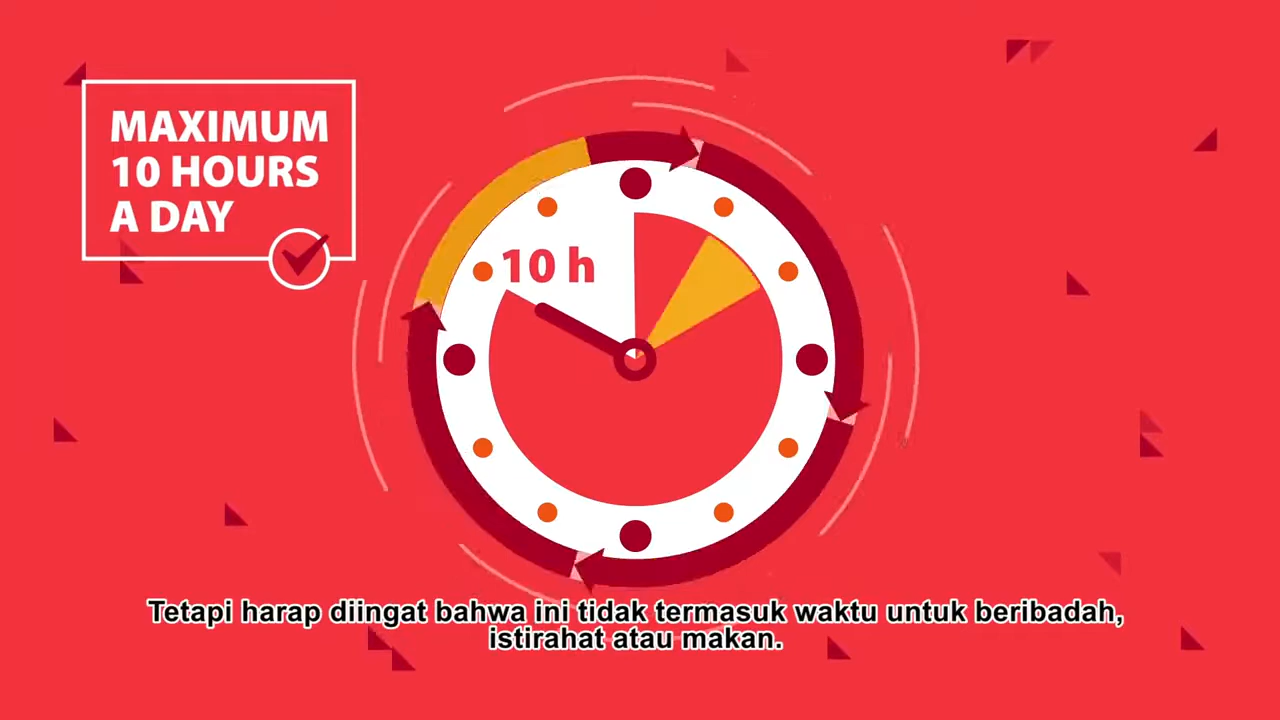 MAXIMUM
10 HOURS
A DAY
10 h
Tetapi harap diingat bahwa ini tidak termasuk waktu untuk beribadah,
istirahat atau makan.